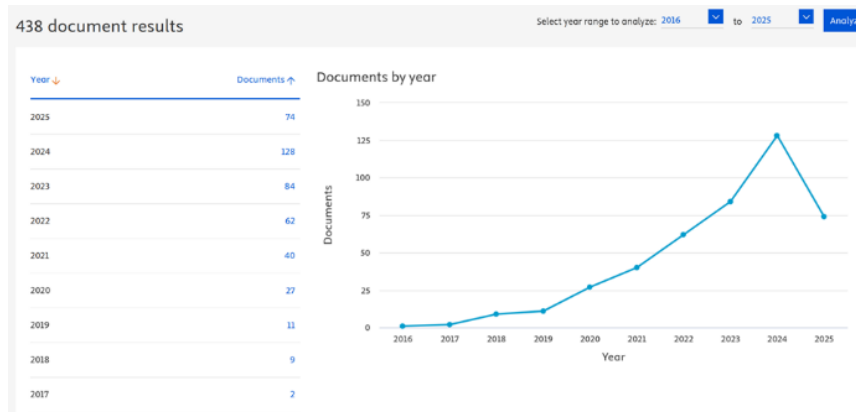 438 document results
Select year range to analyze: 2016 to 2025
Year Documents
2025 74
2024 128
2023 84
2022 62
2021 40
2020 27
2019 11
2018 9
2017 2
Documents by year
150
125
100
75
50
25
0
Documents
2016 2017 2018 2019 2020 2021 2022 2023 2024 2025
Year